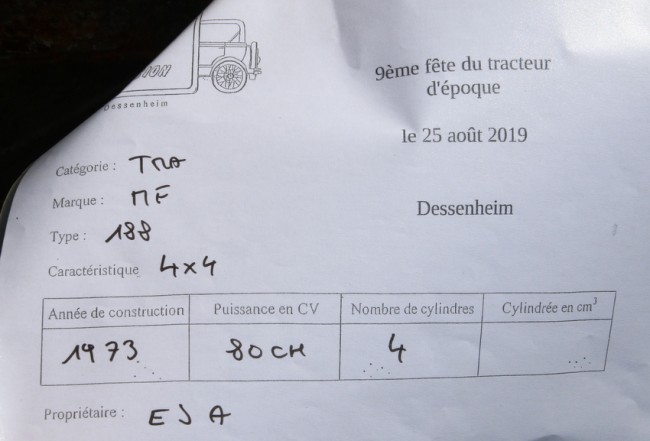 9ème fête du tracteur
d'époque
Dessenheim
le 25 août 2019
Catégorie : TRA
Marque : MF
Dessenheim
Type : 188
Caractéristique 4x4
Année de construction Puissance en CV Nombre de cylindres Cylindrée en cm³
1973 80CH 4
Propriétaire : EJA